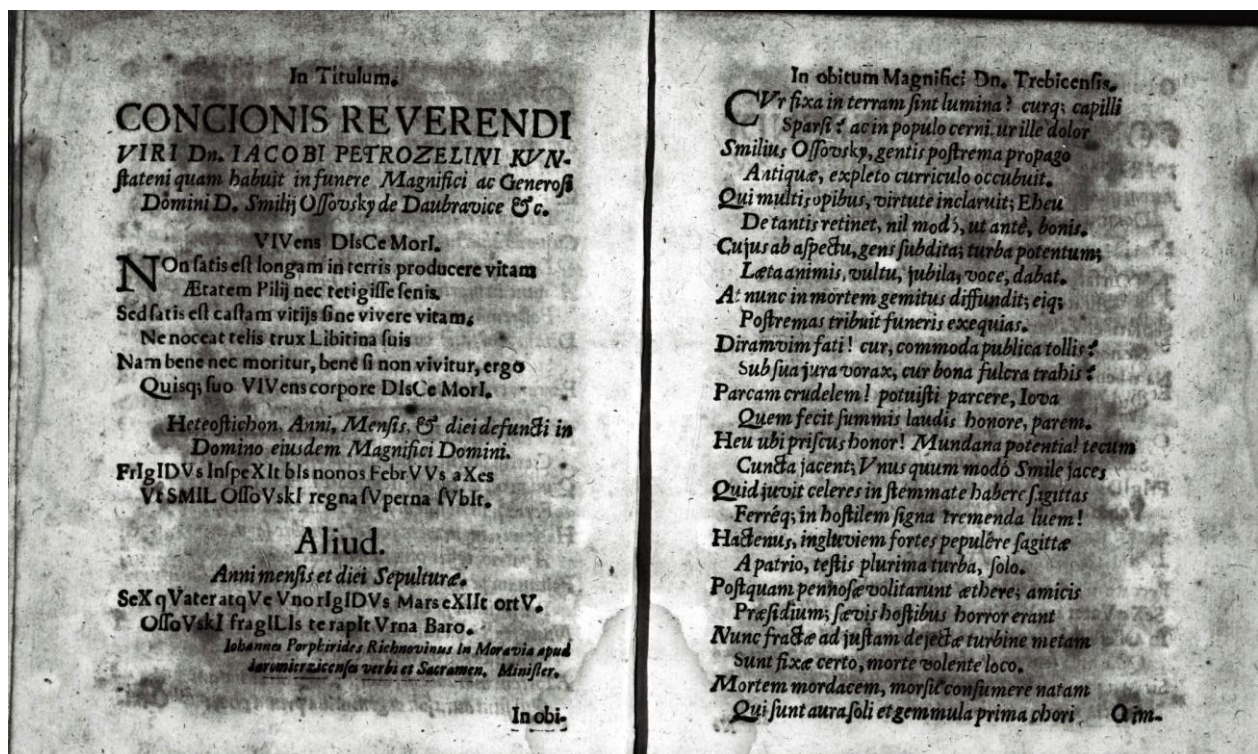 In Titulum.
CONCIONIS REVERENDI
VIRI Dn. IACOBI PETROZELINI KVN-
ſtateni quam habuit in funere Magnifici ac Generoſi
Domini D. Smilij Oſſovsky de Daubravice &c.
VIVens DIsCe MorI.
NOn ſatis eſt longam in terris producere vitam
Ætatem Pilij nec tetigiſſe ſenis.
Sed ſatis eſt caſtam vitijs ſine vivere vitam,
Ne noceat telis trux Libitina ſuis
Nam bene nec moritur, bene ſi non vivitur, ergo
Quisq; ſuo VIVens corpore DIsCe MorI.
Heteoſtichon Anni, Menſis, & diei defuncti in
Domino eiusdem Magnifici Domini.
FrIgIDVs InſpeXIt bIs nonos FebrVVs aXes
Vt SMIL OſſoVskI regna ſVperna ſVbIt.
Aliud.
Anni menſis et diei Sepulturæ.
SeX qVater atqVe Vno rIgIDVs Mars eXIIt ortV.
OſſoVskI fragILIs te rapIt Vrna Baro.
Iohannes Porphirides Richnovinus In Moravia apud
Jaromierzicenſes verbi et Sacramen. Miniſter.
In obi-
In obitum Magnifici Dn. Trebicenſis.
CVr fixa in terram ſint lumina? curq; capilli
Sparſi? ac in populo cerni ur ille dolor
Smilius Oſſovsky, gentis poſtrema propago
Antiquæ, expleto curriculo occubuit.
Qui multis opibus, virtute inclaruit; Eheu
De tantis retinet, nil modò, ut antè, bonis.
Cujus ab aſpectu, gens ſubdita; turba potentum;
Læta animis, vultu, jubila, voce, dabat.
At nunc in mortem gemitus diffundit; eiq;
Poſtremas tribuit funeris exequias.
Diram vim fati! cur, commoda publica tollis?
Sub ſua jura vorax, cur bona fulcra trahis?
Parcam crudelem! potuiſti parcere, Iova
Quem fecit ſummis laudis honore, parem.
Heu ubi priſcus honor! Mundana potentia! tecum
Cuncta jacent; Vnus quum modò Smile jaces
Quid juvit celeres in ſtemmate habere ſagittas
Ferréq; in hoſtilem ſigna tremenda luem!
Hactenus, ingluviem fortes pepulêre ſagittæ
A patrio, teſtis plurima turba, ſolo.
Poſtquam pennoſæ volitarunt æthere; amicis
Præſidium; ſævis hoſtibus horror erant
Nunc fractæ ad juſtam dejectæ turbine metam
Sunt fixæ certo, morte volente loco.
Mortem mordacem, morſu conſumere natam
Qui ſunt aura ſoli et gemmula prima chori
O im-